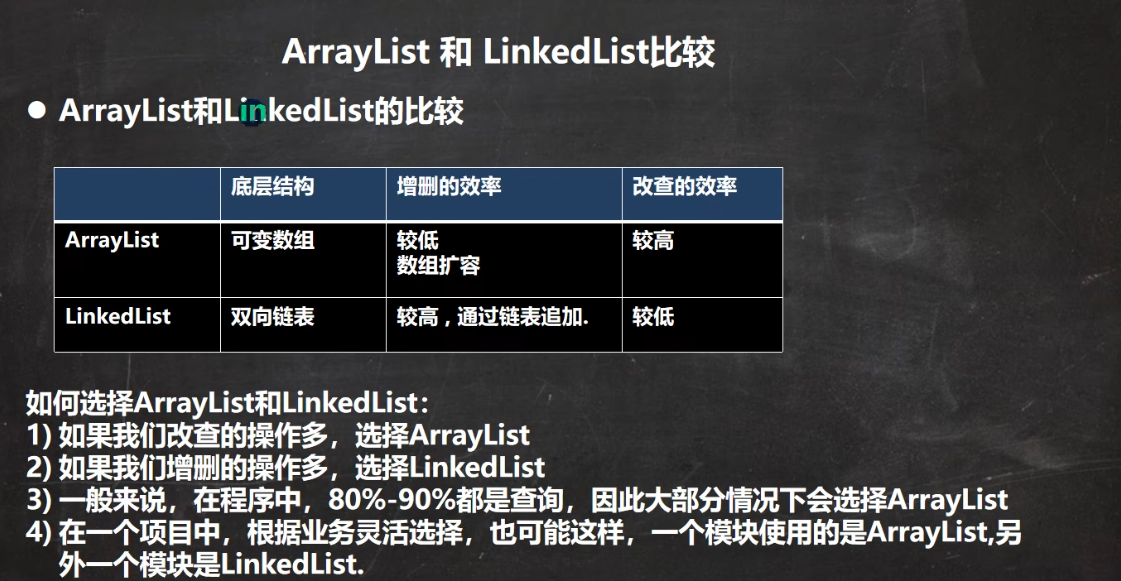 ArrayList 和 LinkedList比较
● ArrayList和LinkedList的比较
底层结构 增删的效率 改查的效率
ArrayList 可变数组 较低 较高
数组扩容
LinkedList 双向链表 较高 , 通过链表追加. 较低
如何选择ArrayList和LinkedList：
1) 如果我们改查的操作多，选择ArrayList
2) 如果我们增删的操作多，选择LinkedList
3) 一般来说，在程序中，80%-90%都是查询，因此大部分情况下会选择ArrayList
4) 在一个项目中，根据业务灵活选择，也可能这样，一个模块使用的是ArrayList,另
外一个模块是LinkedList.